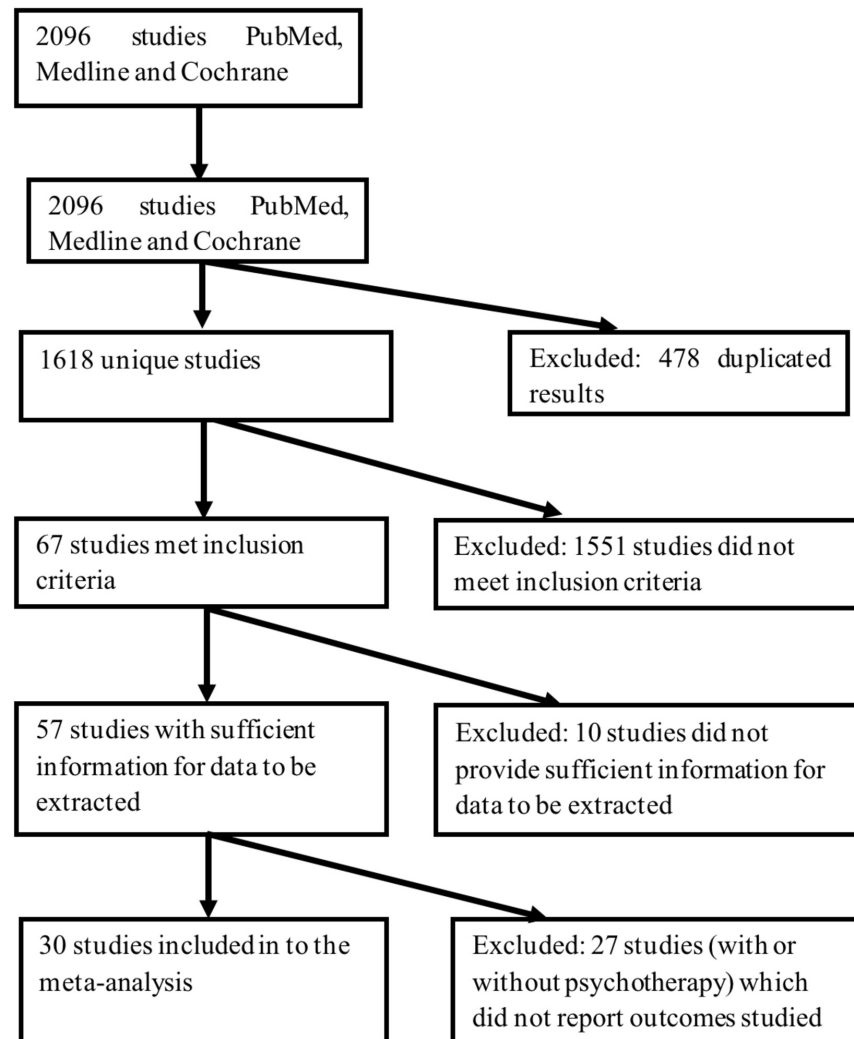 2096 studies PubMed,
Medline and Cochrane
2096 studies PubMed,
Medline and Cochrane
1618 unique studies
Excluded: 478 duplicated
results
67 studies met inclusion
criteria
Excluded: 1551 studies did not
meet inclusion criteria
57 studies with sufficient
information for data to be
extracted
Excluded: 10 studies did not
provide sufficient information for
data to be extracted
30 studies included in to the
meta-analysis
Excluded: 27 studies (with or
without psychotherapy) which
did not report outcomes studied